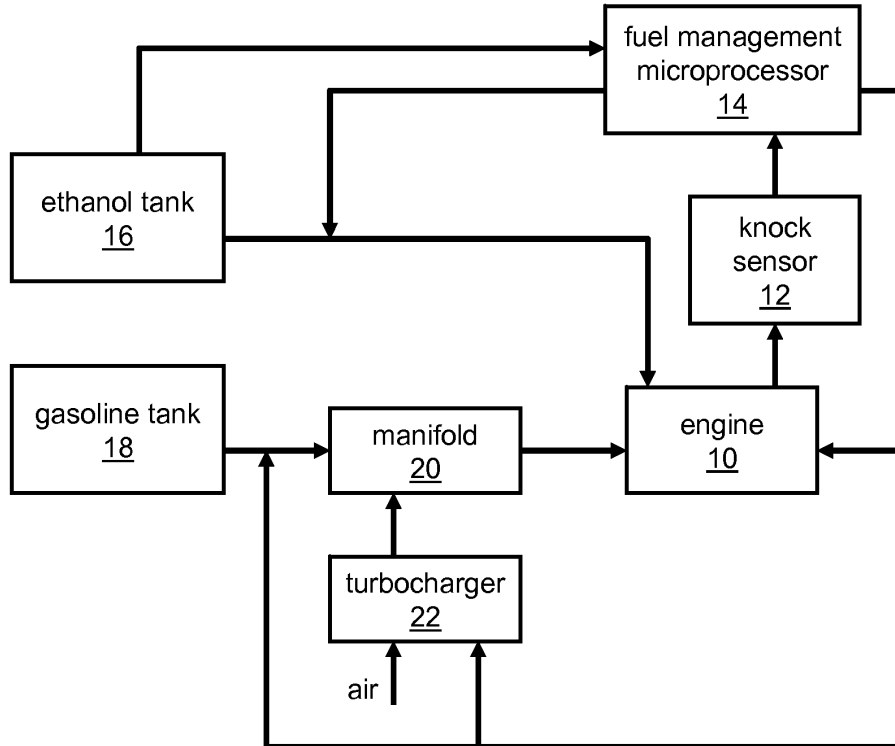 fuel management
microprocessor
14
ethanol tank
16
knock
sensor
12
gasoline tank
18
manifold
20
engine
10
turbocharger
22
air